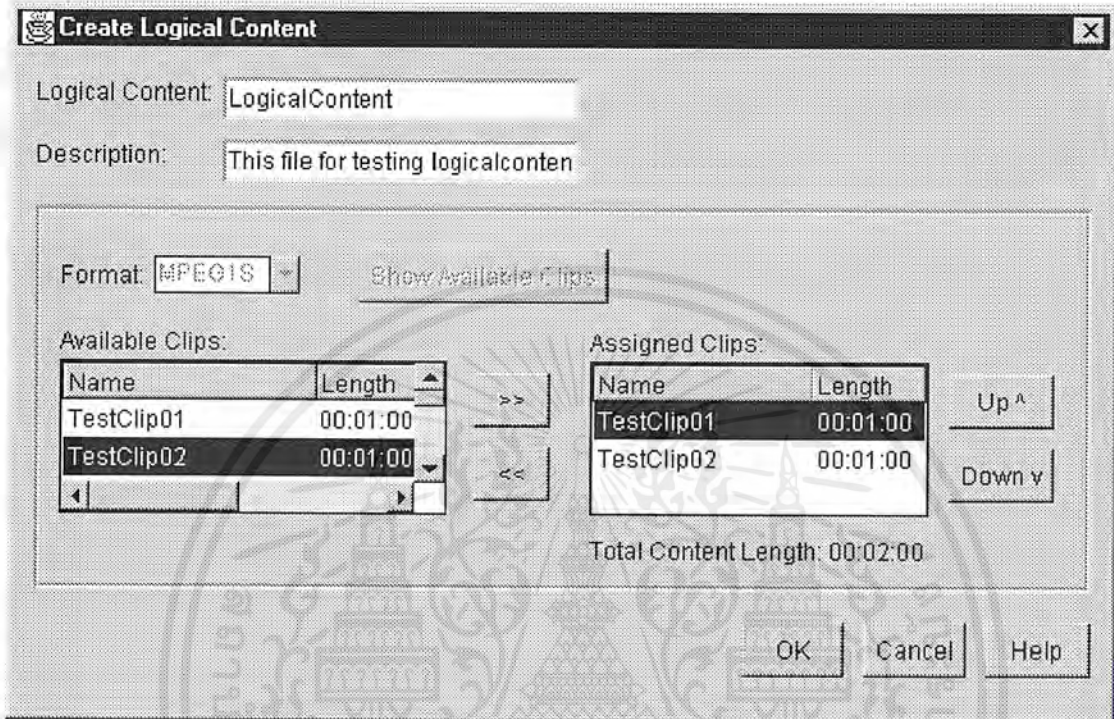 Create Logical Content
Logical Content: LogicalContent
Description: This file for testing logicalconten
Format: MPEG1S Show Available Clips
Available Clips:
Name Length
TestClip01 00:01:00
TestClip02 00:01:00
>>
<<
Assigned Clips:
Name Length
TestClip01 00:01:00
TestClip02 00:01:00
Up ^
Down v
Total Content Length: 00:02:00
OK Cancel Help